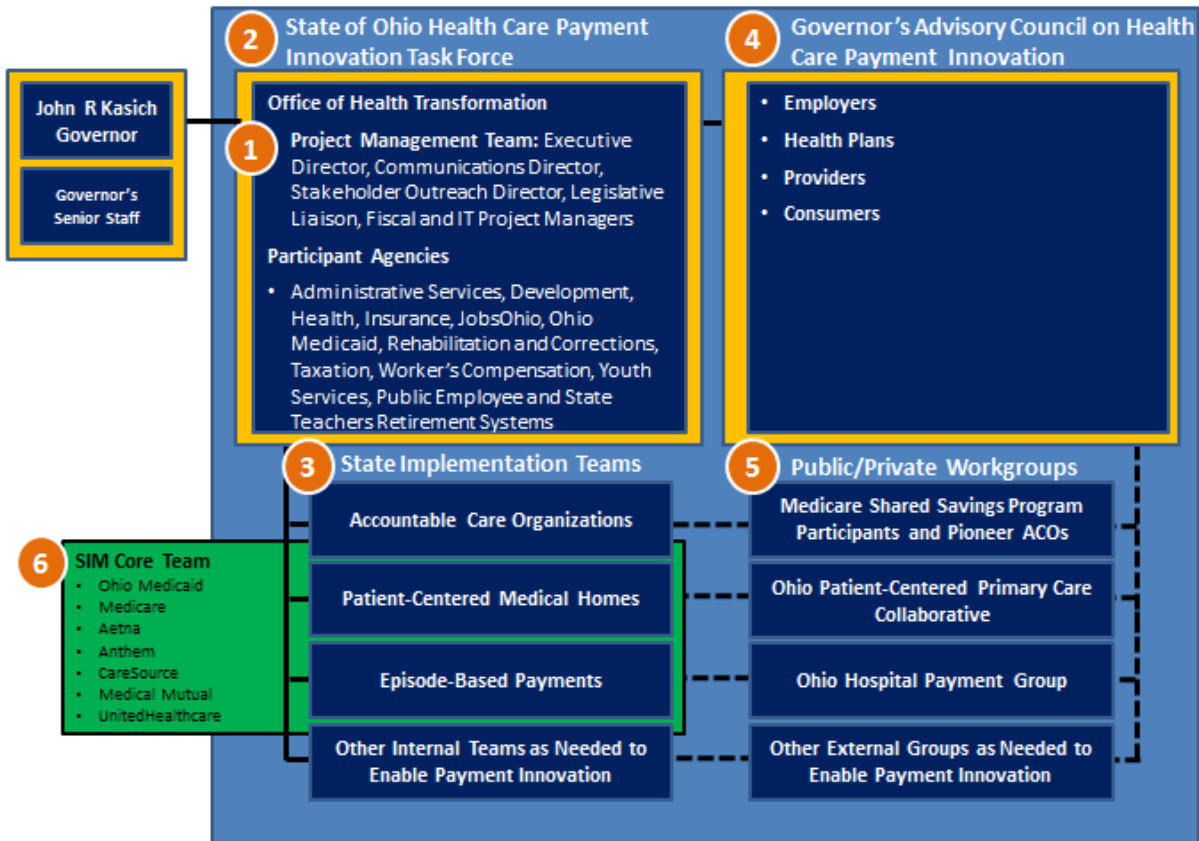 2
State of Ohio Health Care Payment
Innovation Task Force
4
Governor's Advisory Council on Health
Care Payment Innovation
John R Kasich
Governor
Governor's
Senior Staff
Office of Health Transformation
1
Project Management Team: Executive
Director, Communications Director,
Stakeholder Outreach Director, Legislative
Liaison, Fiscal and IT Project Managers
Participant Agencies
• Administrative Services, Development,
Health, Insurance, JobsOhio, Ohio
Medicaid, Rehabilitation and Corrections,
Taxation, Worker's Compensation, Youth
Services, Public Employee and State
Teachers Retirement Systems
• Employers
• Health Plans
• Providers
• Consumers
3
State Implementation Teams
5
Public/Private Workgroups
Accountable Care Organizations
Medicare Shared Savings Program
Participants and Pioneer ACOs
6
SIM Core Team
• Ohio Medicaid
• Medicare
• Aetna
• Anthem
• CareSource
• Medical Mutual
• UnitedHealthcare
Patient-Centered Medical Homes
Ohio Patient-Centered Primary Care
Collaborative
Episode-Based Payments
Ohio Hospital Payment Group
Other Internal Teams as Needed to
Enable Payment Innovation
Other External Groups as Needed to
Enable Payment Innovation